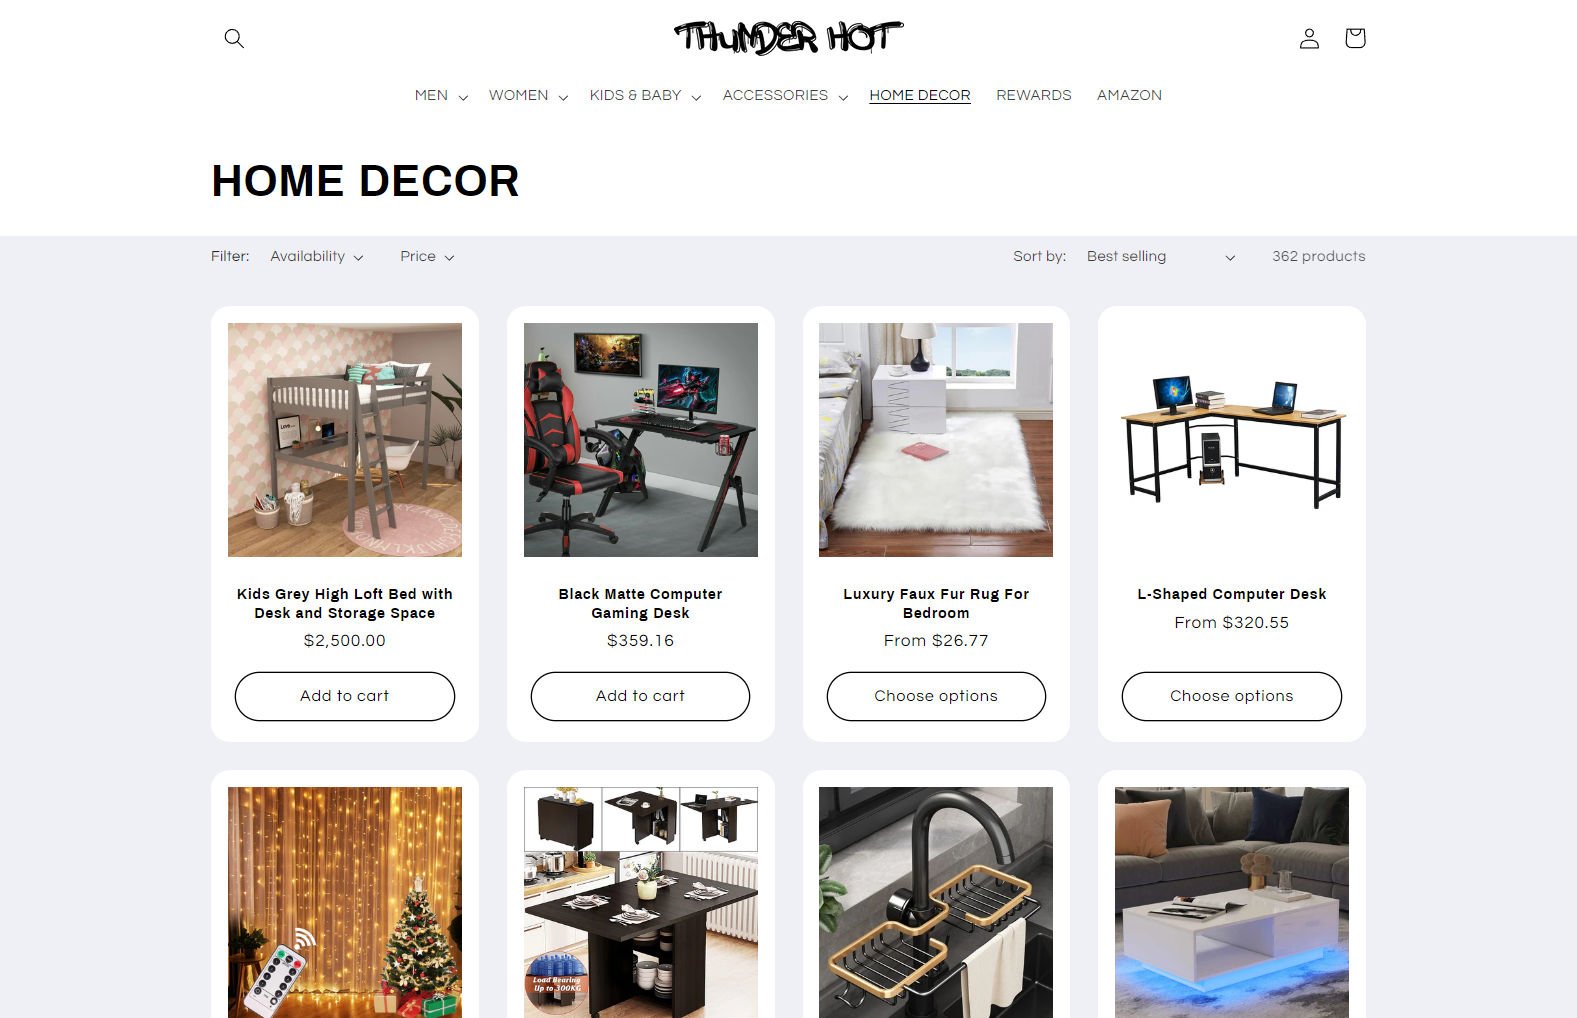 THUNDER HOT
MEN
WOMEN
KIDS & BABY
ACCESSORIES
HOME DECOR
REWARDS
AMAZON
HOME DECOR
Filter:
Availability
Price
Sort by:
Best selling
362 products
Love
Kids Grey High Loft Bed with
Desk and Storage Space
$2,500.00
Add to cart
Black Matte Computer
Gaming Desk
$359.16
Add to cart
Luxury Faux Fur Rug For
Bedroom
From $26.77
Choose options
L-Shaped Computer Desk
From $320.55
Choose options
Load Bearing
Up to 300KG